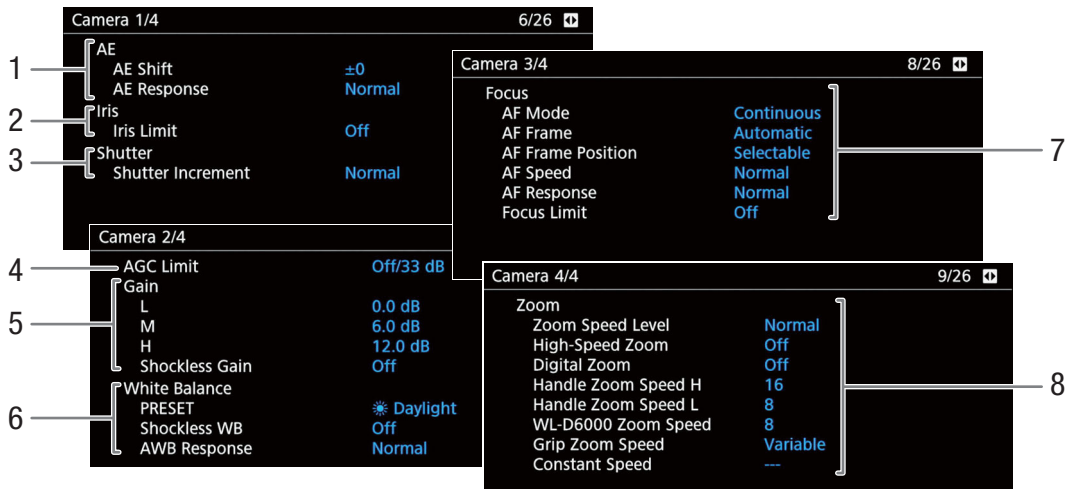 Camera 1/4 6/26
1
AE
AE Shift ±0
AE Response Normal
2
Iris
Iris Limit Off
3
Shutter
Shutter Increment Normal
Camera 2/4
4
AGC Limit Off/33 dB
5
Gain
L 0.0 dB
M 6.0 dB
H 12.0 dB
Shockless Gain Off
6
White Balance
PRESET Daylight
Shockless WB Off
AWB Response Normal
Camera 3/4 8/26
7
Focus
AF Mode Continuous
AF Frame Automatic
AF Frame Position Selectable
AF Speed Normal
AF Response Normal
Focus Limit Off
Camera 4/4 9/26
8
Zoom
Zoom Speed Level Normal
High-Speed Zoom Off
Digital Zoom Off
Handle Zoom Speed H 16
Handle Zoom Speed L 8
WL-D6000 Zoom Speed 8
Grip Zoom Speed Variable
Constant Speed ---